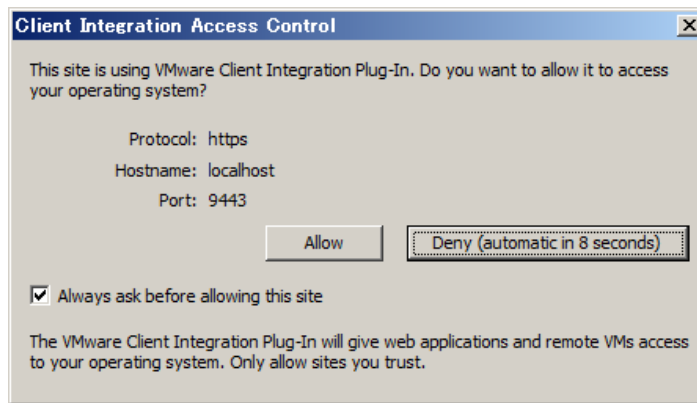 Client Integration Access Control
This site is using VMware Client Integration Plug-In. Do you want to allow it to access
your operating system?
Protocol: https
Hostname: localhost
Port: 9443
Allow
Deny (automatic in 8 seconds)
Always ask before allowing this site
The VMware Client Integration Plug-In will give web applications and remote VMs access
to your operating system. Only allow sites you trust.